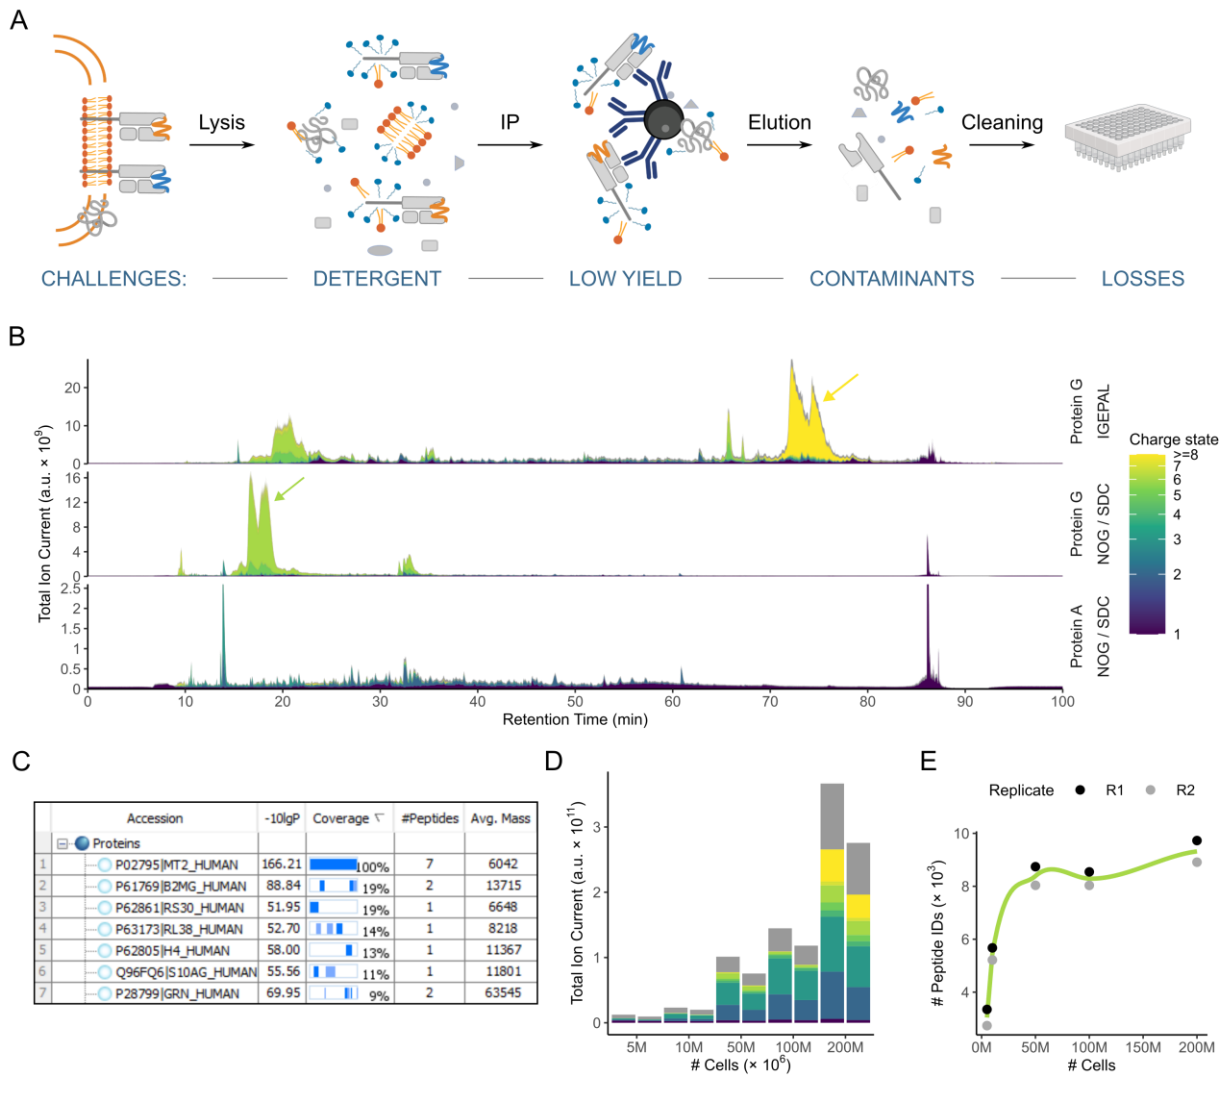 A
Lysis
IP
Elution
Cleaning
CHALLENGES:
DETERGENT
LOW YIELD
CONTAMINANTS
LOSSES
B
Total Ion Current (a.u. × 10⁹)
20
10
0
16
12
8
4
0
2.5
2
1.5
1
0.5
0
0 10 20 30 40 50 60 70 80 90 100
Retention Time (min)
Protein G
IGEPAL
Protein G
NOG / SDC
Protein A
NOG / SDC
Charge state
>=8
7
6
5
4
3
2
1
C
Accession -10lgP Coverage #Peptides Avg. Mass
Proteins
1 P02795|MT2_HUMAN 166.21 100% 7 6042
2 P61769|B2MG_HUMAN 88.84 19% 2 13715
3 P62861|RS30_HUMAN 51.95 19% 1 6648
4 P63173|RL38_HUMAN 52.70 14% 1 8218
5 P62805|H4_HUMAN 58.00 13% 1 11367
6 Q96FQ6|S10AG_HUMAN 55.56 11% 1 11801
7 P28799|GRN_HUMAN 69.95 9% 2 63545
D
Total Ion Current (a.u. × 10¹¹)
3
2
1
0
5M 10M 50M 100M 200M
# Cells (× 10⁶)
E
Replicate R1 R2
# Peptide IDs (× 10³)
10
8
6
4
0M 50M 100M 150M 200M
# Cells